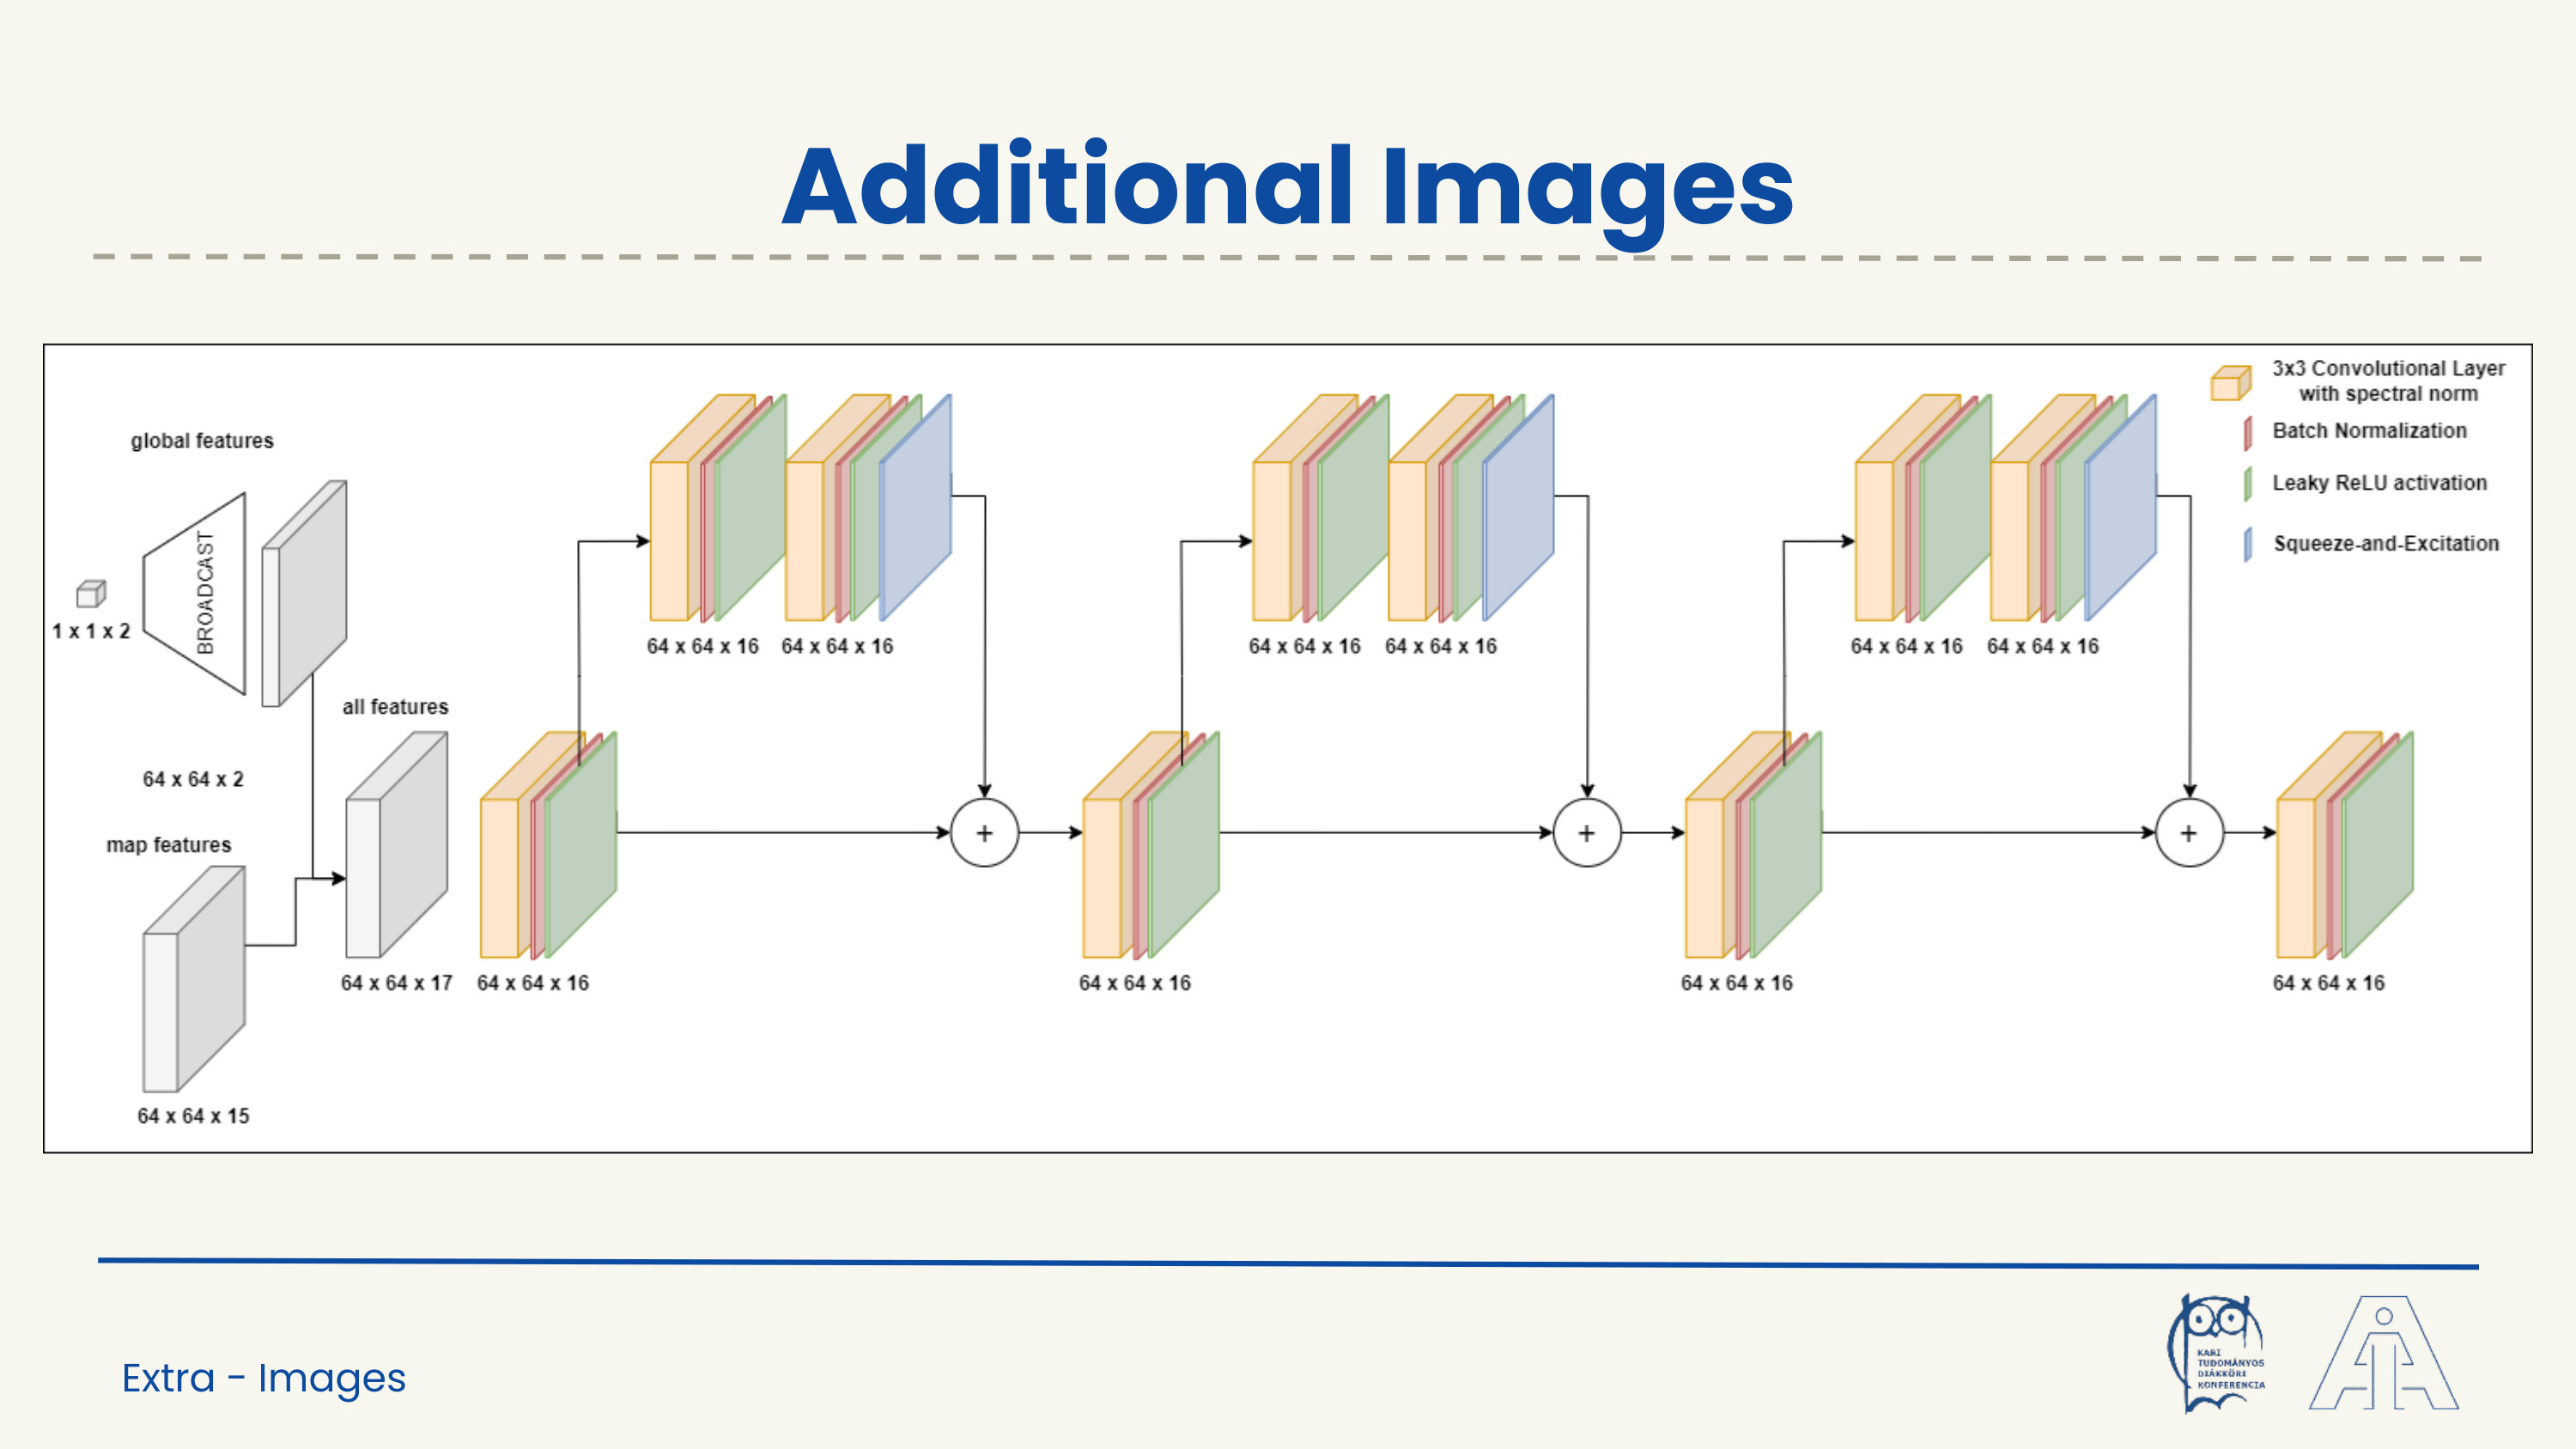 Additional Images
global features
1 x 1 x 2
BROADCAST
64 x 64 x 2
map features
64 x 64 x 15
all features
64 x 64 x 17
64 x 64 x 16
64 x 64 x 16
64 x 64 x 16
64 x 64 x 16
64 x 64 x 16
64 x 64 x 16
64 x 64 x 16
64 x 64 x 16
64 x 64 x 16
64 x 64 x 16
+
+
+
3x3 Convolutional Layer
with spectral norm
Batch Normalization
Leaky ReLU activation
Squeeze-and-Excitation
Extra - Images
KARI
TUDOMÁNYOS
DIÁKKÖRI
KONFERENCIA